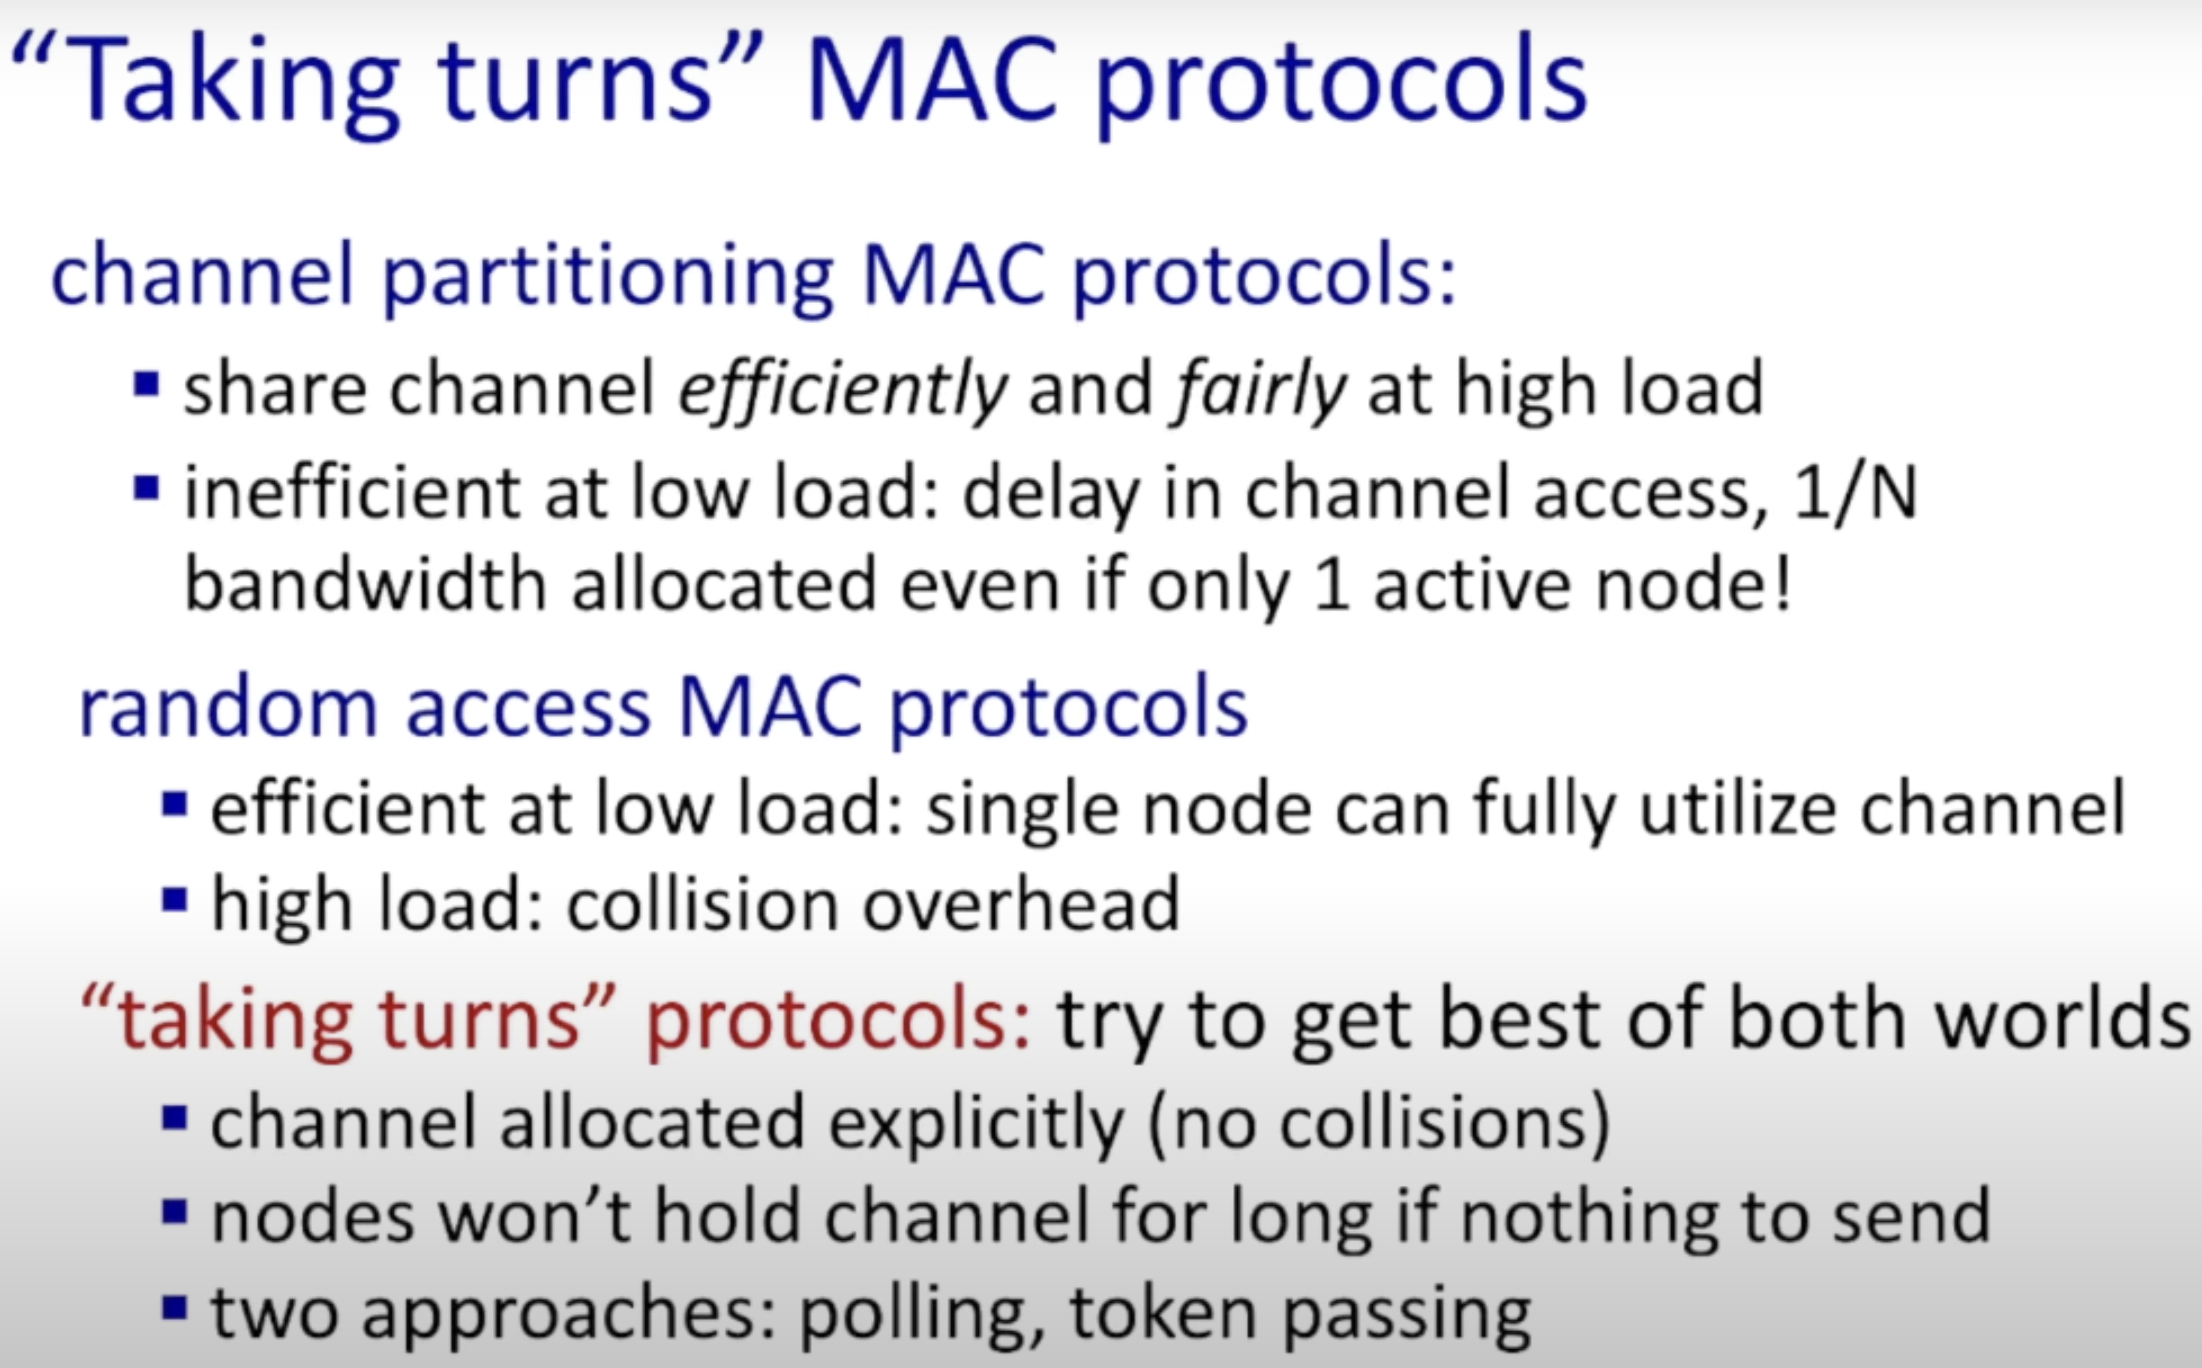 “Taking turns” MAC protocols
channel partitioning MAC protocols:
▪ share channel efficiently and fairly at high load
▪ inefficient at low load: delay in channel access, 1/N
bandwidth allocated even if only 1 active node!
random access MAC protocols
▪ efficient at low load: single node can fully utilize channel
▪ high load: collision overhead
“taking turns” protocols: try to get best of both worlds
▪ channel allocated explicitly (no collisions)
▪ nodes won’t hold channel for long if nothing to send
▪ two approaches: polling, token passing